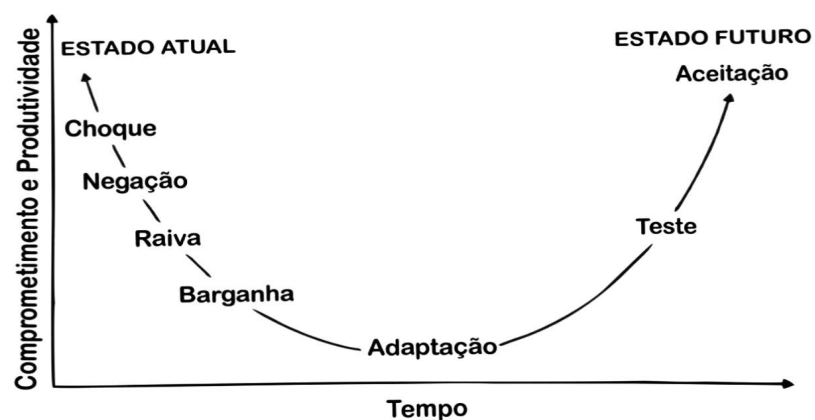 Comprometimento e Produtividade
ESTADO ATUAL
Choque
Negação
Raiva
Barganha
Adaptação
Teste
ESTADO FUTURO
Aceitação
Tempo